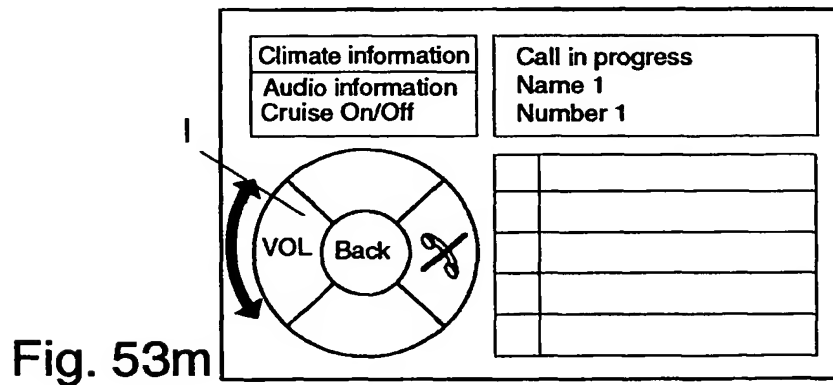 Climate information
Audio information
Cruise On/Off
Call in progress
Name 1
Number 1
I
VOL
Back
Fig. 53m